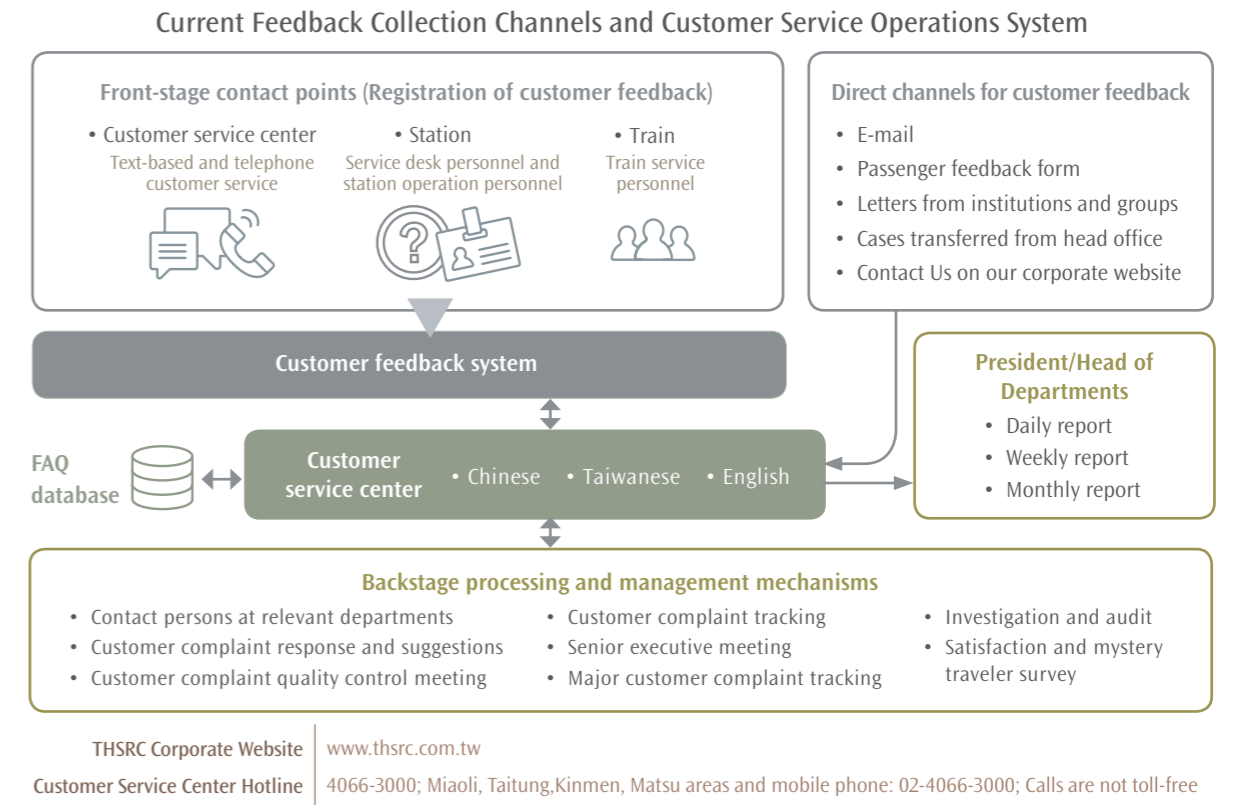 Current Feedback Collection Channels and Customer Service Operations System
Front-stage contact points (Registration of customer feedback)
• Customer service center
Text-based and telephone
customer service
• Station
Service desk personnel and
station operation personnel
• Train
Train service
personnel
?
Direct channels for customer feedback
• E-mail
• Passenger feedback form
• Letters from institutions and groups
• Cases transferred from head office
• Contact Us on our corporate website
Customer feedback system
President/Head of
Departments
• Daily report
• Weekly report
• Monthly report
FAQ
database
Customer
service center
• Chinese • Taiwanese • English
Backstage processing and management mechanisms
• Contact persons at relevant departments
• Customer complaint response and suggestions
• Customer complaint quality control meeting
• Customer complaint tracking
• Senior executive meeting
• Major customer complaint tracking
• Investigation and audit
• Satisfaction and mystery
traveler survey
THSRC Corporate Website www.thsrc.com.tw
Customer Service Center Hotline 4066-3000; Miaoli, Taitung,Kinmen, Matsu areas and mobile phone: 02-4066-3000; Calls are not toll-free